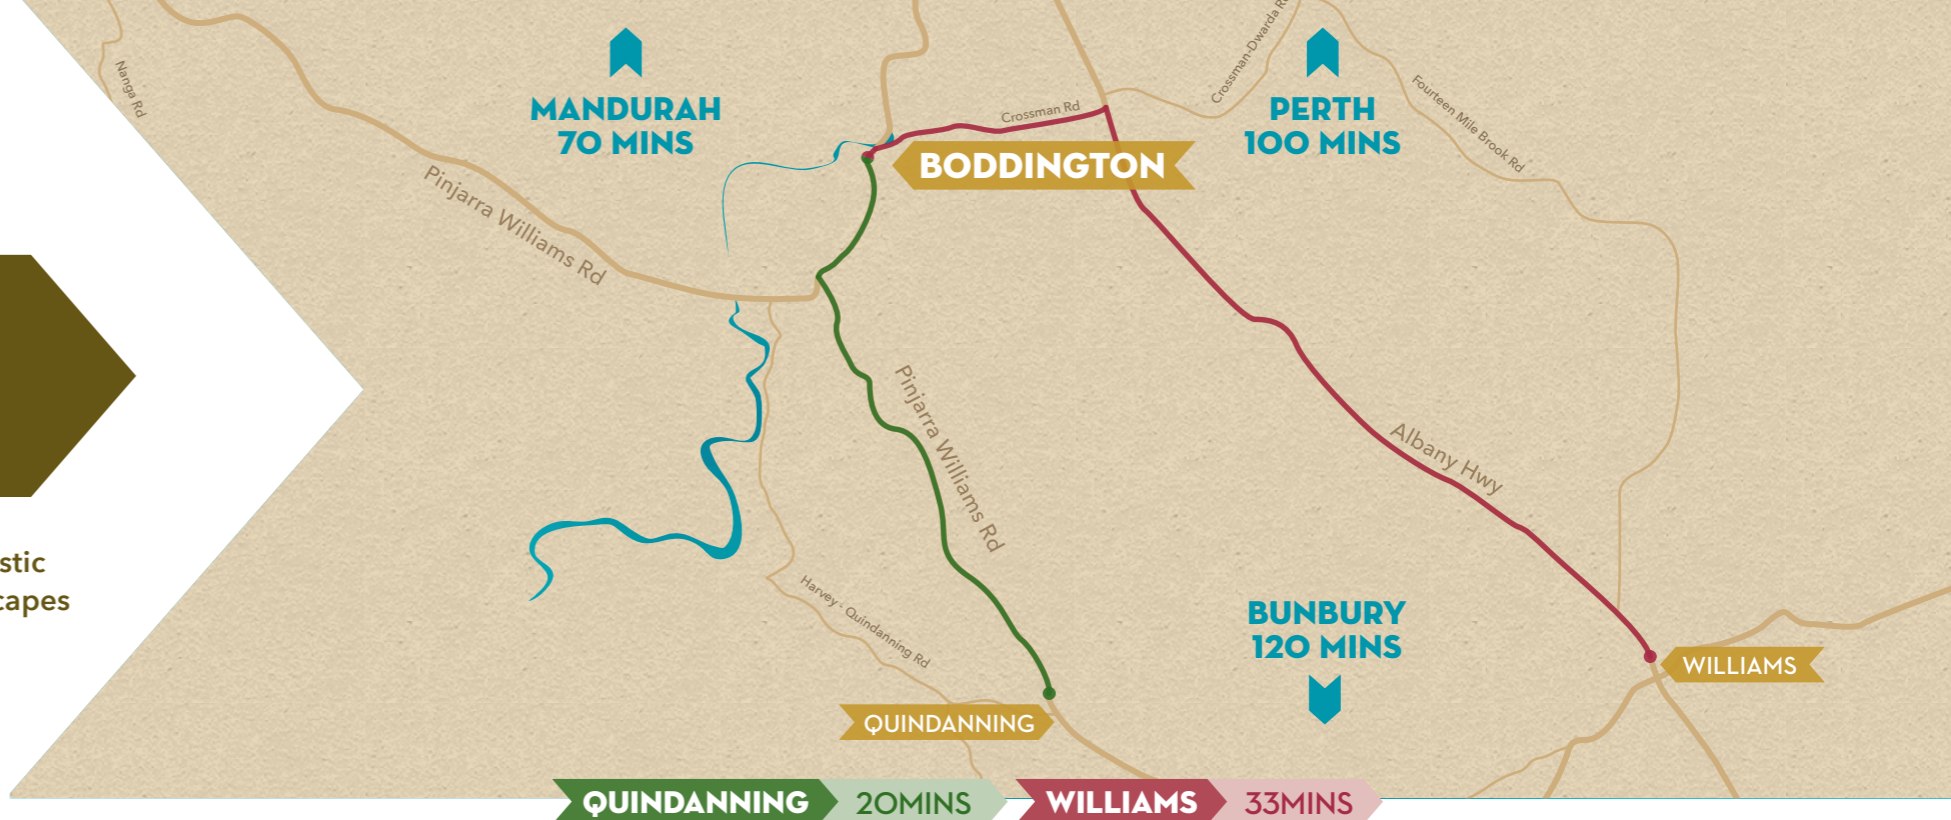 Nanga Rd
MANDURAH
70 MINS
Crossman Rd
Crossman-Dwarda Rd
PERTH
100 MINS
Fourteen Mile Brook Rd
BODDINGTON
Pinjarra Williams Rd
Pinjarra Williams Rd
Albany Hwy
stic
capes
Harvey - Quindanning Rd
BUNBURY
120 MINS
WILLIAMS
QUINDANNING
QUINDANNING 20MINS WILLIAMS 33MINS